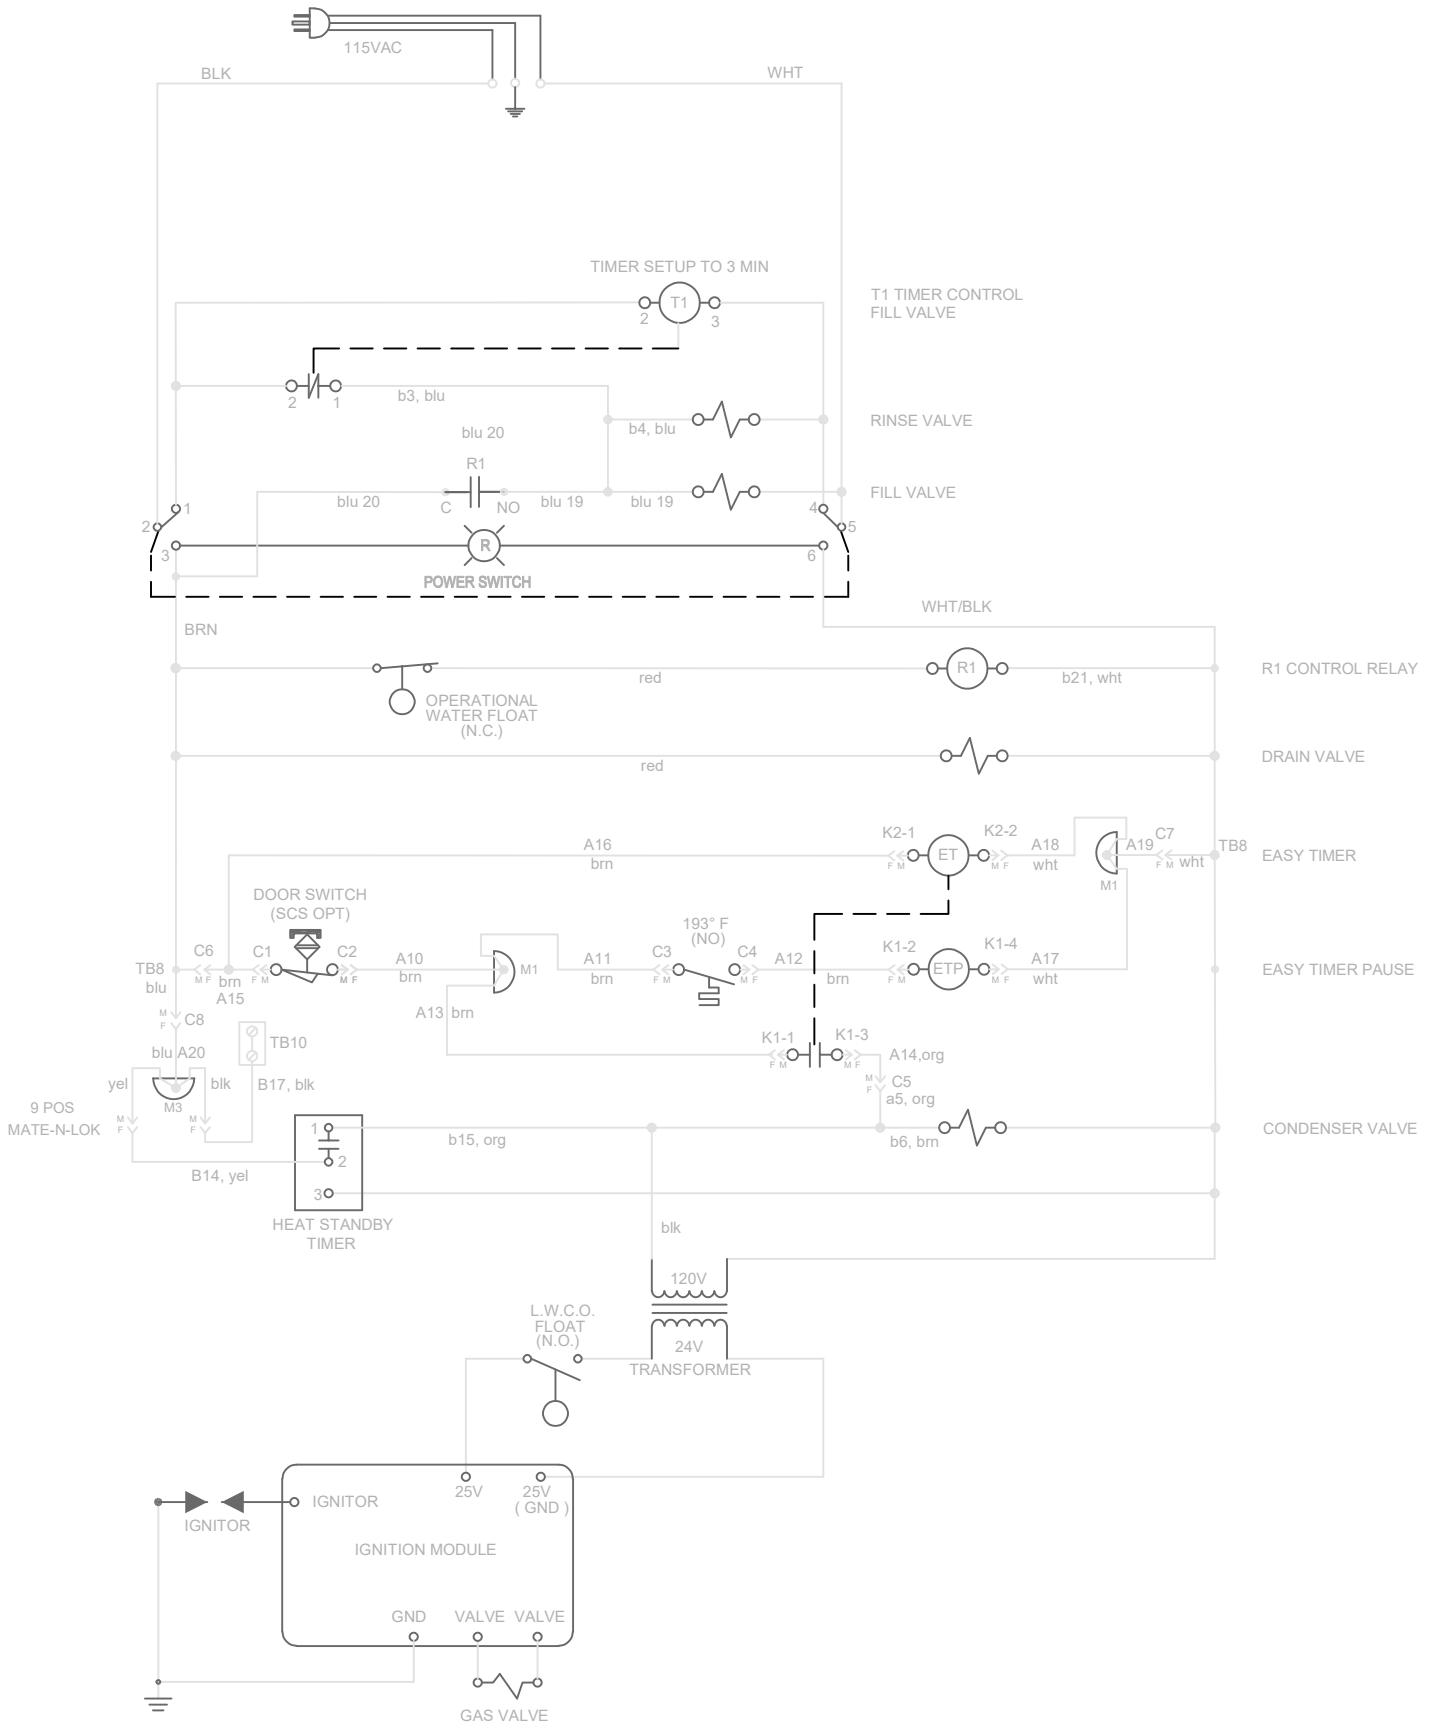 115VAC
BLK
WHT
TIMER SETUP TO 3 MIN
T1
2
3
T1 TIMER CONTROL
FILL VALVE
2
1
b3, blu
b4, blu
RINSE VALVE
blu 20
R1
blu 20
C
NO
blu 19
blu 19
FILL VALVE
1
2
3
4
5
6
R
POWER SWITCH
WHT/BLK
BRN
red
R1
b21, wht
R1 CONTROL RELAY
OPERATIONAL
WATER FLOAT
(N.C.)
red
DRAIN VALVE
A16
brn
K2-1
F M
ET
K2-2
M F
A18
wht
M1
A19
C7
F M
wht
TB8
EASY TIMER
DOOR SWITCH
(SCS OPT)
TB8
blu
C6
M F
brn
A15
C1
F M
C2
M F
A10
brn
M1
A11
brn
193° F
(NO)
C3
F M
C4
M F
A12
brn
K1-2
F M
ETP
K1-4
M F
A17
wht
EASY TIMER PAUSE
A13 brn
M
F
C8
TB10
blu A20
yel
blk
B17, blk
M3
K1-1
F M
K1-3
M F
A14,org
M
F
C5
a5, org
9 POS
MATE-N-LOK
M
F
M
F
1
2
3
b15, org
b6, brn
CONDENSER VALVE
B14, yel
HEAT STANDBY
TIMER
blk
120V
24V
TRANSFORMER
L.W.C.O.
FLOAT
(N.O.)
25V
25V
( GND )
IGNITOR
IGNITOR
IGNITION MODULE
GND
VALVE
VALVE
GAS VALVE